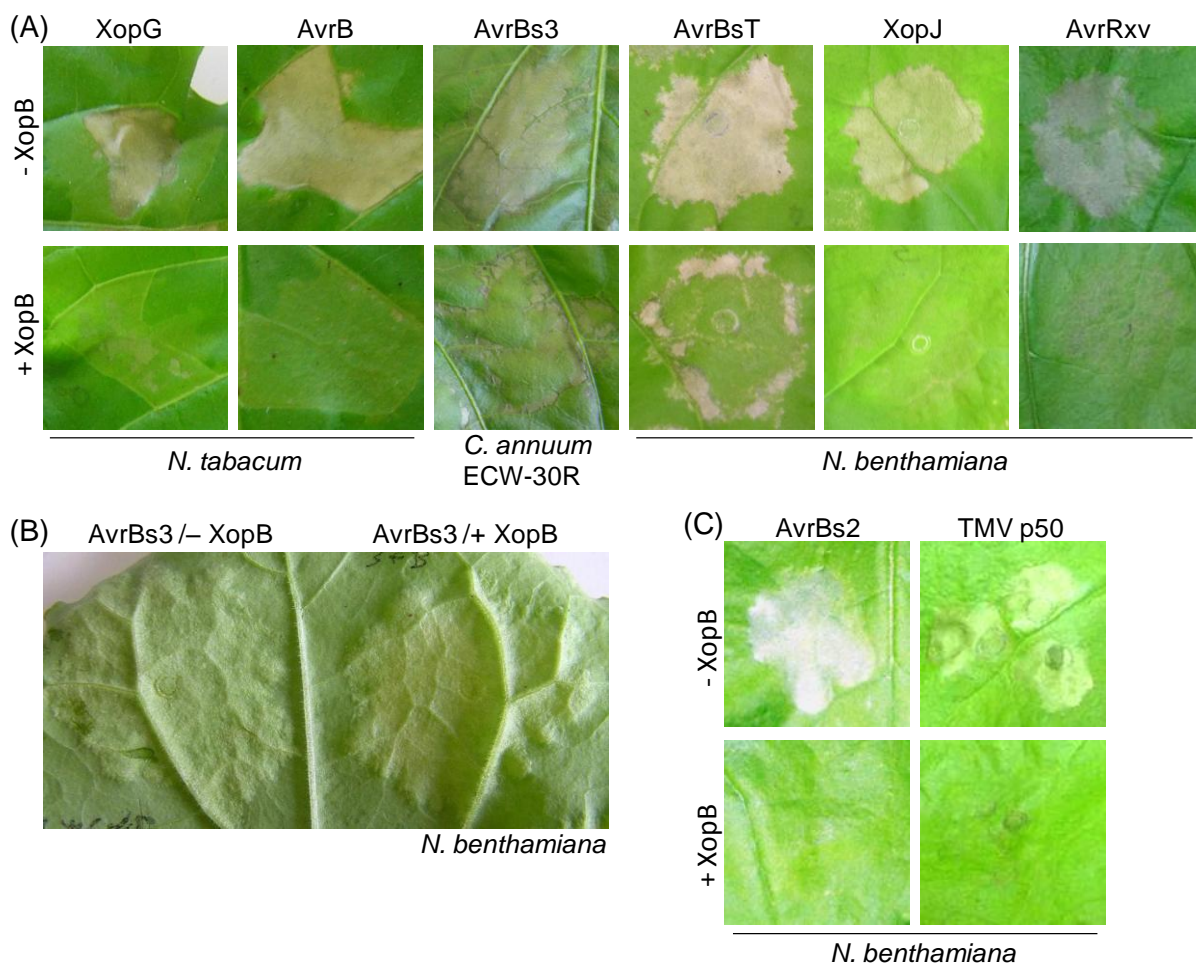 (A)
XopG AvrB AvrBs3 AvrBsT XopJ AvrRxv
- XopB
+ XopB
N. tabacum
C. annuum
ECW-30R
N. benthamiana
(B)
AvrBs3 /– XopB AvrBs3 /+ XopB
N. benthamiana
(C)
AvrBs2 TMV p50
- XopB
+ XopB
N. benthamiana